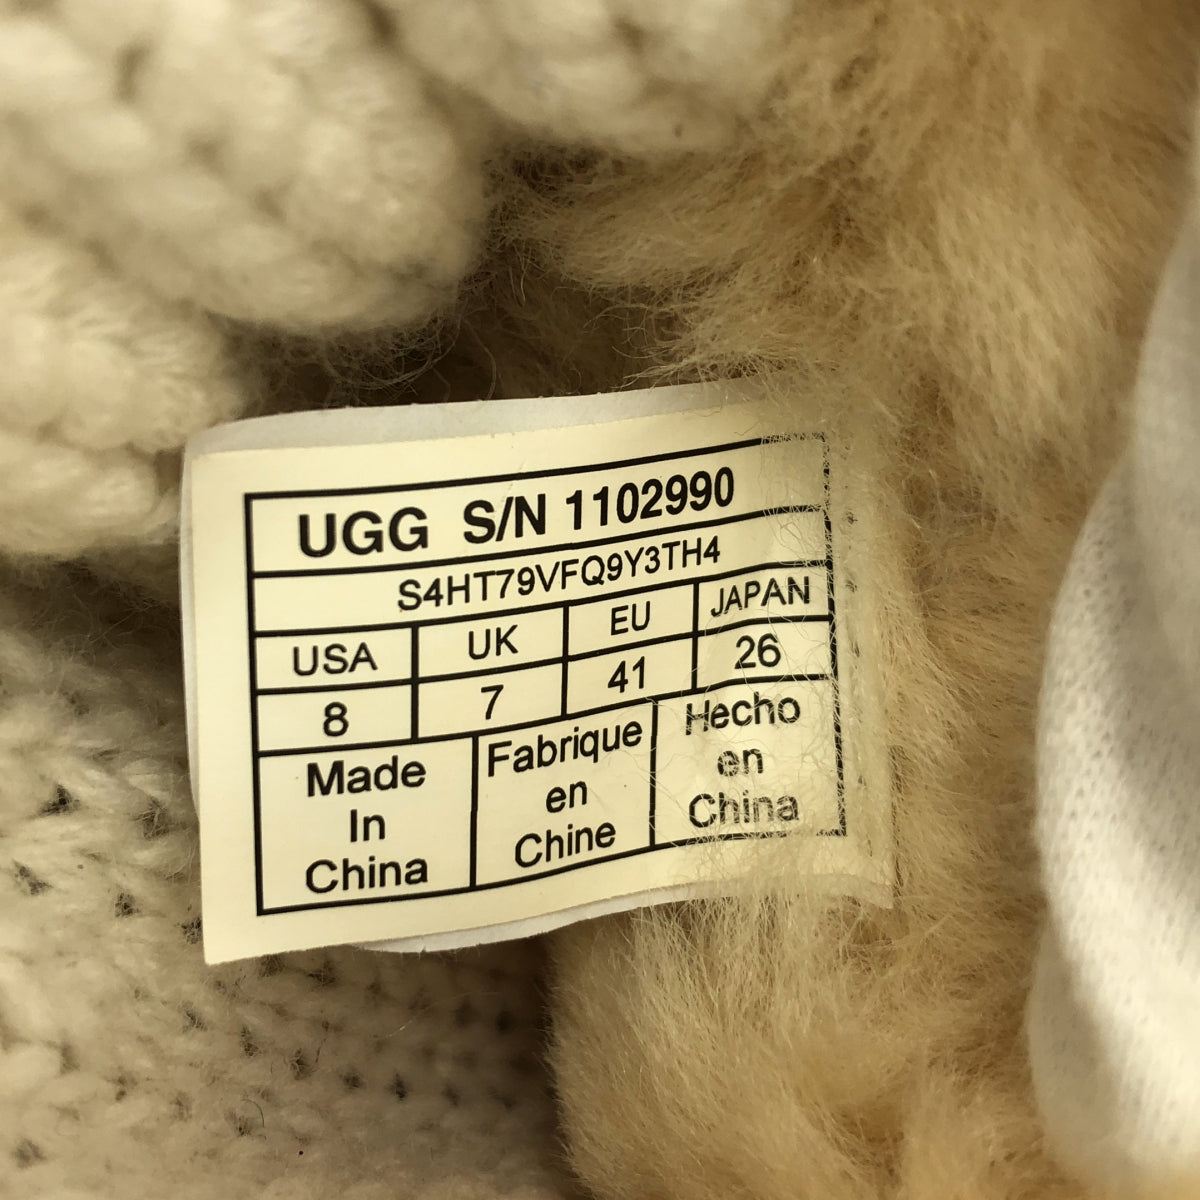 UGG S/N 1102990
S4HT79VFQ9Y3TH4
USA UK EU JAPAN
8 7 41 26
Made
In
China
Fabrique
en
Chine
Hecho
en
China